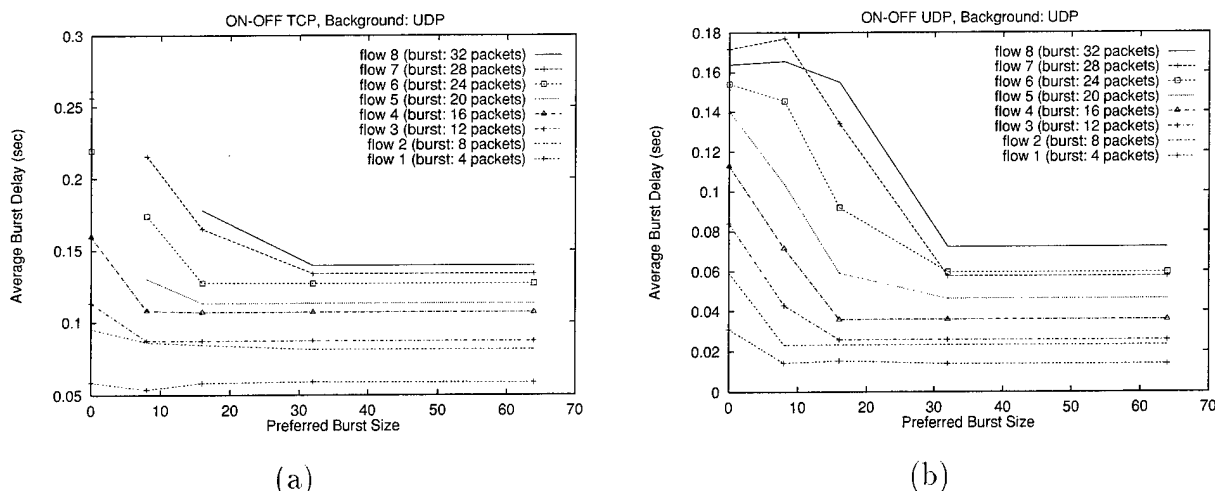 ON-OFF TCP, Background: UDP
0.3
0.25
0.2
0.15
0.1
0.05
Average Burst Delay (sec)
flow 8 (burst: 32 packets)
flow 7 (burst: 28 packets)
flow 6 (burst: 24 packets)
flow 5 (burst: 20 packets)
flow 4 (burst: 16 packets)
flow 3 (burst: 12 packets)
flow 2 (burst: 8 packets)
flow 1 (burst: 4 packets)
0 10 20 30 40 50 60 70
Preferred Burst Size
(a)
ON-OFF UDP, Background: UDP
0.18
0.16
0.14
0.12
0.1
0.08
0.06
0.04
0.02
0
Average Burst Delay (sec)
flow 8 (burst: 32 packets)
flow 7 (burst: 28 packets)
flow 6 (burst: 24 packets)
flow 5 (burst: 20 packets)
flow 4 (burst: 16 packets)
flow 3 (burst: 12 packets)
flow 2 (burst: 8 packets)
flow 1 (burst: 4 packets)
0 10 20 30 40 50 60 70
Preferred Burst Size
(b)